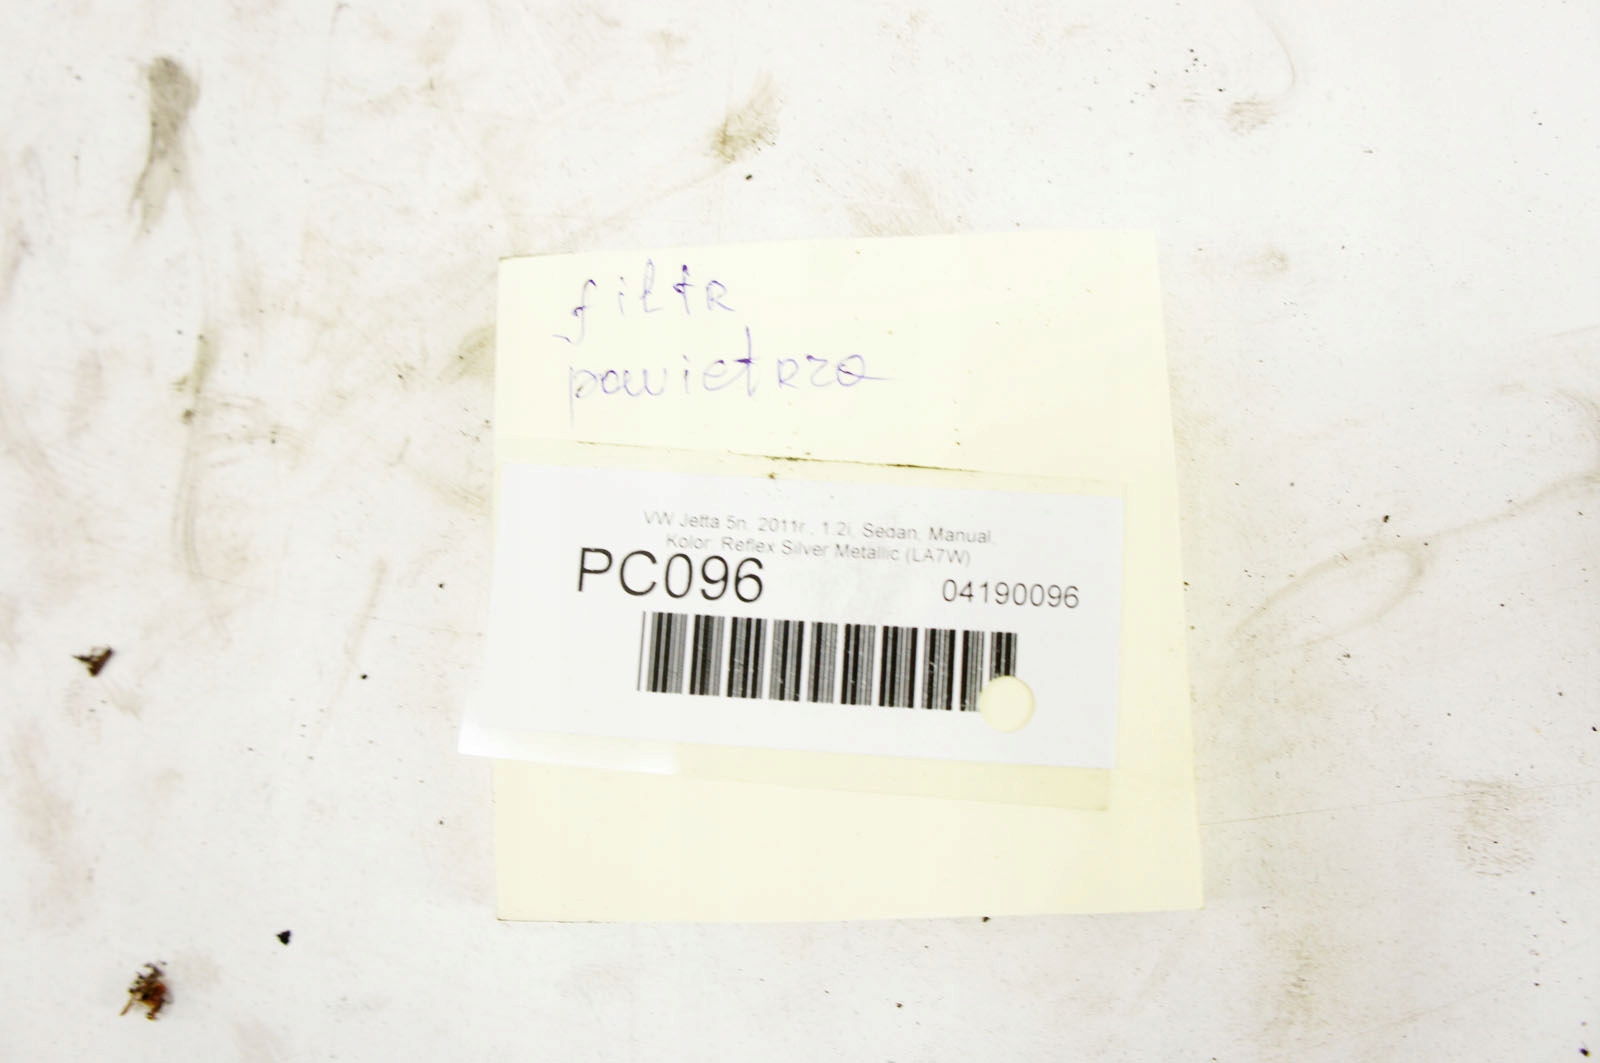 filtr
powietrza
VW Jetta 5n. 2011r., 1.2i, Sedan, Manual,
Kolor: Reflex Silver Metallic (LA7W)
PC096 04190096